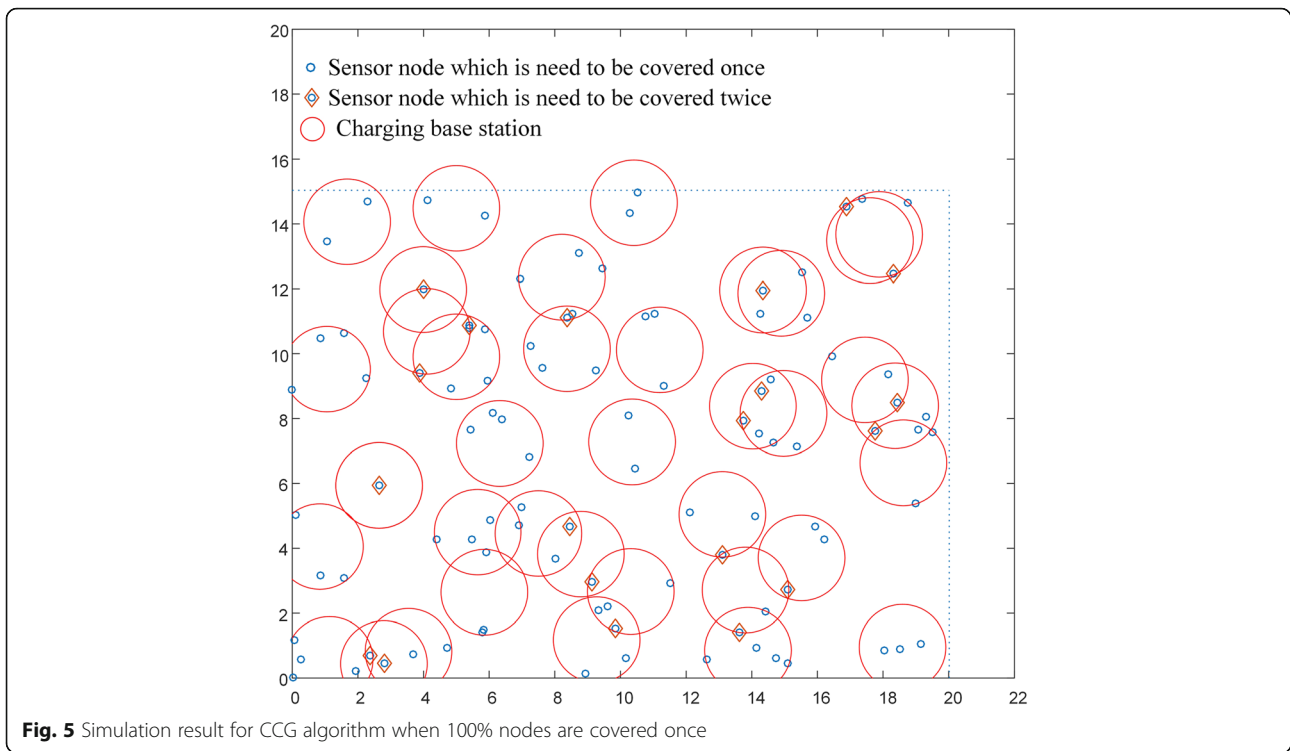 20
18
16
14
12
10
8
6
4
2
0
Sensor node which is need to be covered once
Sensor node which is need to be covered twice
Charging base station
0 2 4 6 8 10 12 14 16 18 20 22
Fig. 5 Simulation result for CCG algorithm when 100% nodes are covered once